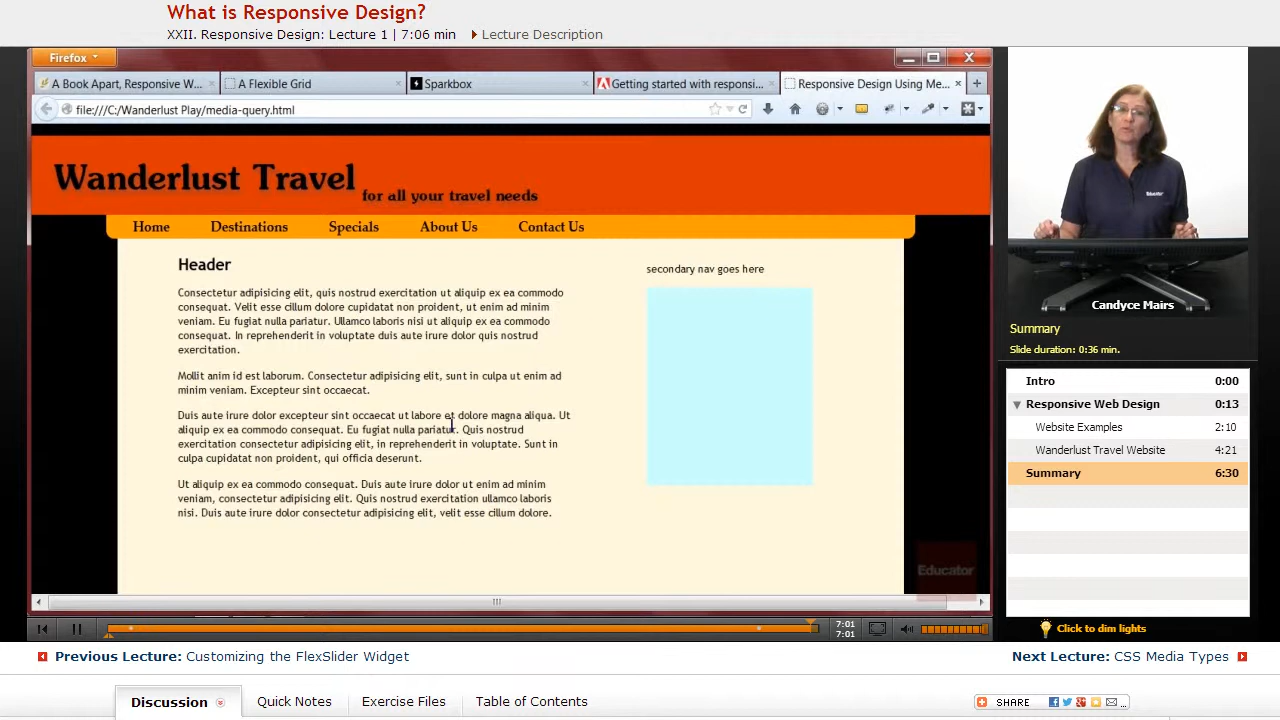 What is Responsive Design?
XXII. Responsive Design: Lecture 1 | 7:06 min
Lecture Description
Firefox
A Book Apart, Responsive W...
A Flexible Grid
Sparkbox
Getting started with responsi...
Responsive Design Using Me...
file:///C:/Wanderlust Play/media-query.html
Wanderlust Travel for all your travel needs
Home Destinations Specials About Us Contact Us
Header
Consectetur adipisicing elit, quis nostrud exercitation ut aliquip ex ea commodo
consequat. Velit esse cillum dolore cupidatat non proident, ut enim ad minim
veniam. Eu fugiat nulla pariatur. Ullamco laboris nisi ut aliquip ex ea commodo
consequat. In reprehenderit in voluptate duis aute irure dolor quis nostrud
exercitation.
Mollit anim id est laborum. Consectetur adipisicing elit, sunt in culpa ut enim ad
minim veniam. Excepteur sint occaecat.
Duis aute irure dolor excepteur sint occaecat ut labore et dolore magna aliqua. Ut
aliquip ex ea commodo consequat. Eu fugiat nulla pariatur. Quis nostrud
exercitation consectetur adipisicing elit, in reprehenderit in voluptate. Sunt in
culpa cupidatat non proident, qui officia deserunt.
Ut aliquip ex ea commodo consequat. Duis aute irure dolor ut enim ad minim
veniam, consectetur adipisicing elit. Quis nostrud exercitation ullamco laboris
nisi. Duis aute irure dolor consectetur adipisicing elit, velit esse cillum dolore.
secondary nav goes here
Educator
Educator
Candyce Mairs
Summary
Slide duration: 0:36 min.
Intro 0:00
Responsive Web Design 0:13
Website Examples 2:10
Wanderlust Travel Website 4:21
Summary 6:30
7:01
7:01
Click to dim lights
Previous Lecture: Customizing the FlexSlider Widget
Next Lecture: CSS Media Types
Discussion
Quick Notes
Exercise Files
Table of Contents
SHARE